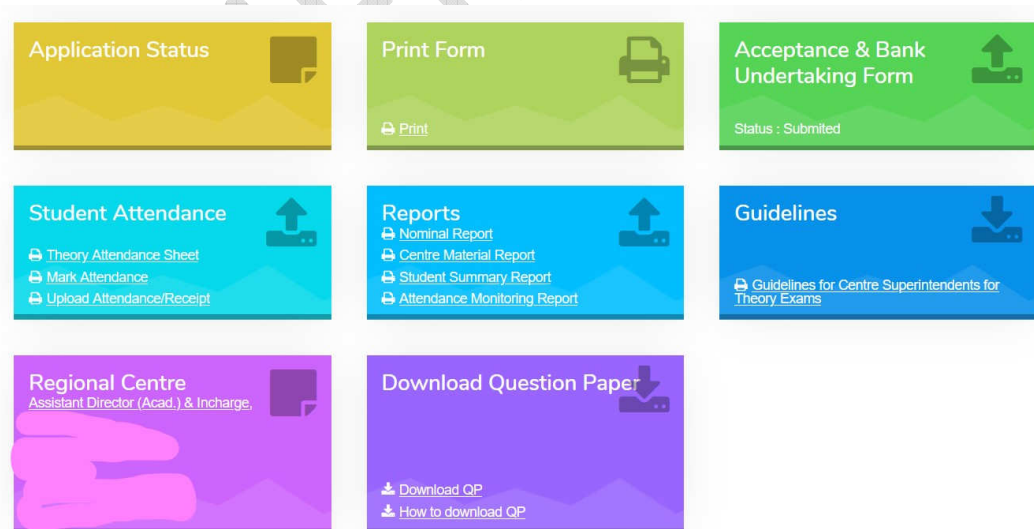 Application Status
Print Form
Print
Acceptance & Bank
Undertaking Form
Status : Submited
Student Attendance
Theory Attendance Sheet
Mark Attendance
Upload Attendance/Receipt
Reports
Nominal Report
Centre Material Report
Student Summary Report
Attendance Monitoring Report
Guidelines
Guidelines for Centre Superintendents for
Theory Exams
Regional Centre
Assistant Director (Acad.) & Incharge,
Download Question Paper
Download QP
How to download QP